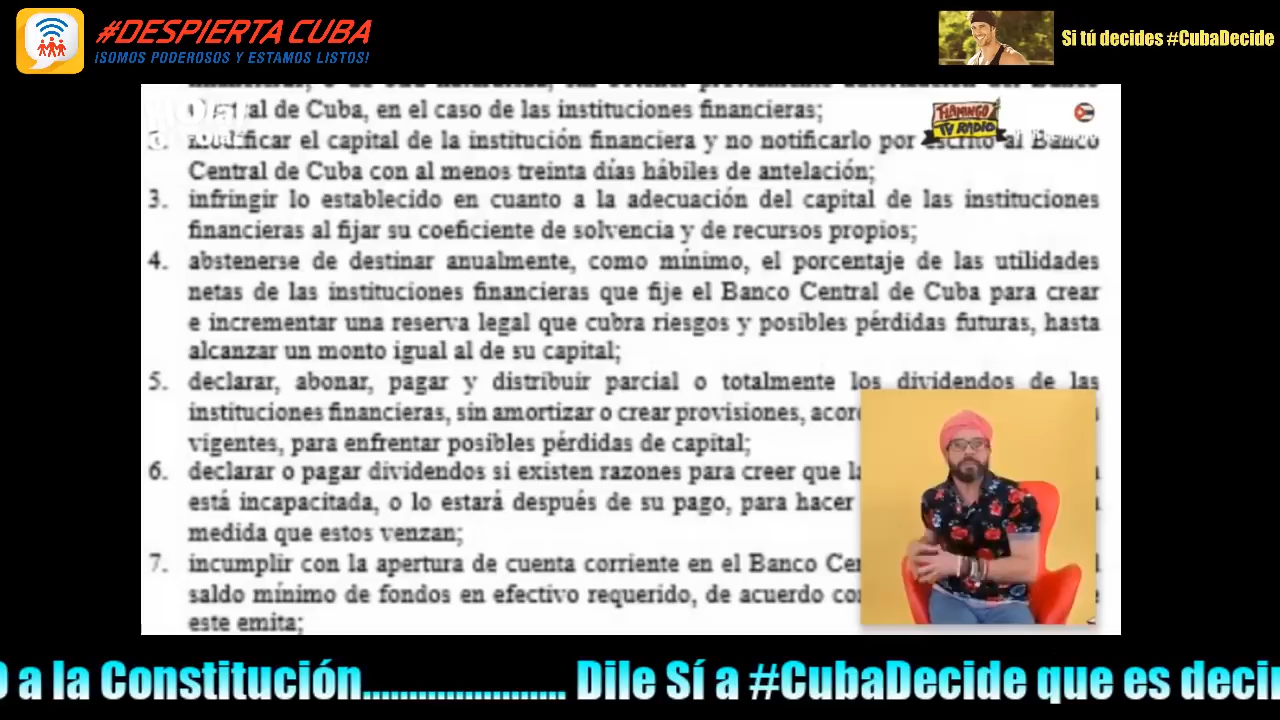 #DESPIERTA CUBA
¡SOMOS PODEROSOS Y ESTAMOS LISTOS!
Si tú decides #CubaDecide
FLAMINGO
TV RADIO
Central de Cuba, en el caso de las instituciones financieras;
el capital de la institución financiera y no notificarlo por escrito al Banco
Central de Cuba con al menos treinta días hábiles de antelación;
3. infringir lo establecido en cuanto a la adecuación del capital de las instituciones
financieras al fijar su coeficiente de solvencia y de recursos propios;
4. abstenerse de destinar anualmente, como mínimo, el porcentaje de las utilidades
netas de las instituciones financieras que fije el Banco Central de Cuba para crear
e incrementar una reserva legal que cubra riesgos y posibles pérdidas futuras, hasta
alcanzar un monto igual al de su capital;
5. declarar, abonar, pagar y distribuir parcial o totalmente los dividendos de las
instituciones financieras, sin amortizar o crear provisiones,
vigentes, para enfrentar posibles pérdidas de capital;
6. declarar o pagar dividendos si existen razones para creer que
está incapacitada, o lo estará después de su pago, para hacer
medida que estos venzan;
7. incumplir con la apertura de cuenta corriente en el Banco
saldo mínimo de fondos en efectivo requerido, de acuerdo
este emita;
a la Constitución...................... Dile Sí a #CubaDecide que es